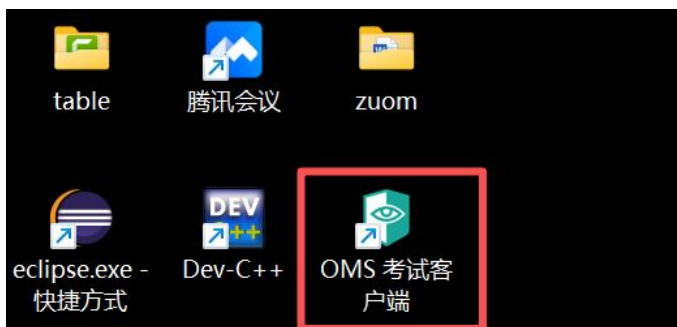 table
腾讯会议
zuom
DEV
++
eclipse.exe -
快捷方式
Dev-C++
OMS 考试客
户端